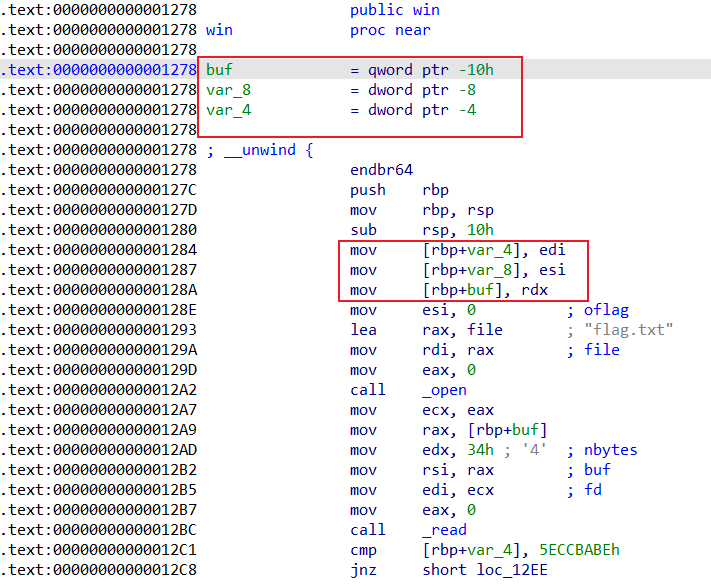 .text:0000000000001278 public win
.text:0000000000001278 win proc near
.text:0000000000001278
.text:0000000000001278 buf = qword ptr -10h
.text:0000000000001278 var_8 = dword ptr -8
.text:0000000000001278 var_4 = dword ptr -4
.text:0000000000001278
.text:0000000000001278 ; __unwind {
.text:0000000000001278 endbr64
.text:000000000000127C push rbp
.text:000000000000127D mov rbp, rsp
.text:0000000000001280 sub rsp, 10h
.text:0000000000001284 mov [rbp+var_4], edi
.text:0000000000001287 mov [rbp+var_8], esi
.text:000000000000128A mov [rbp+buf], rdx
.text:000000000000128E mov esi, 0 ; oflag
.text:0000000000001293 lea rax, file ; "flag.txt"
.text:000000000000129A mov rdi, rax ; file
.text:000000000000129D mov eax, 0
.text:00000000000012A2 call _open
.text:00000000000012A7 mov ecx, eax
.text:00000000000012A9 mov rax, [rbp+buf]
.text:00000000000012AD mov edx, 34h ; '4' ; nbytes
.text:00000000000012B2 mov rsi, rax ; buf
.text:00000000000012B5 mov edi, ecx ; fd
.text:00000000000012B7 mov eax, 0
.text:00000000000012BC call _read
.text:00000000000012C1 cmp [rbp+var_4], 5ECCBABEh
.text:00000000000012C8 jnz short loc_12EE